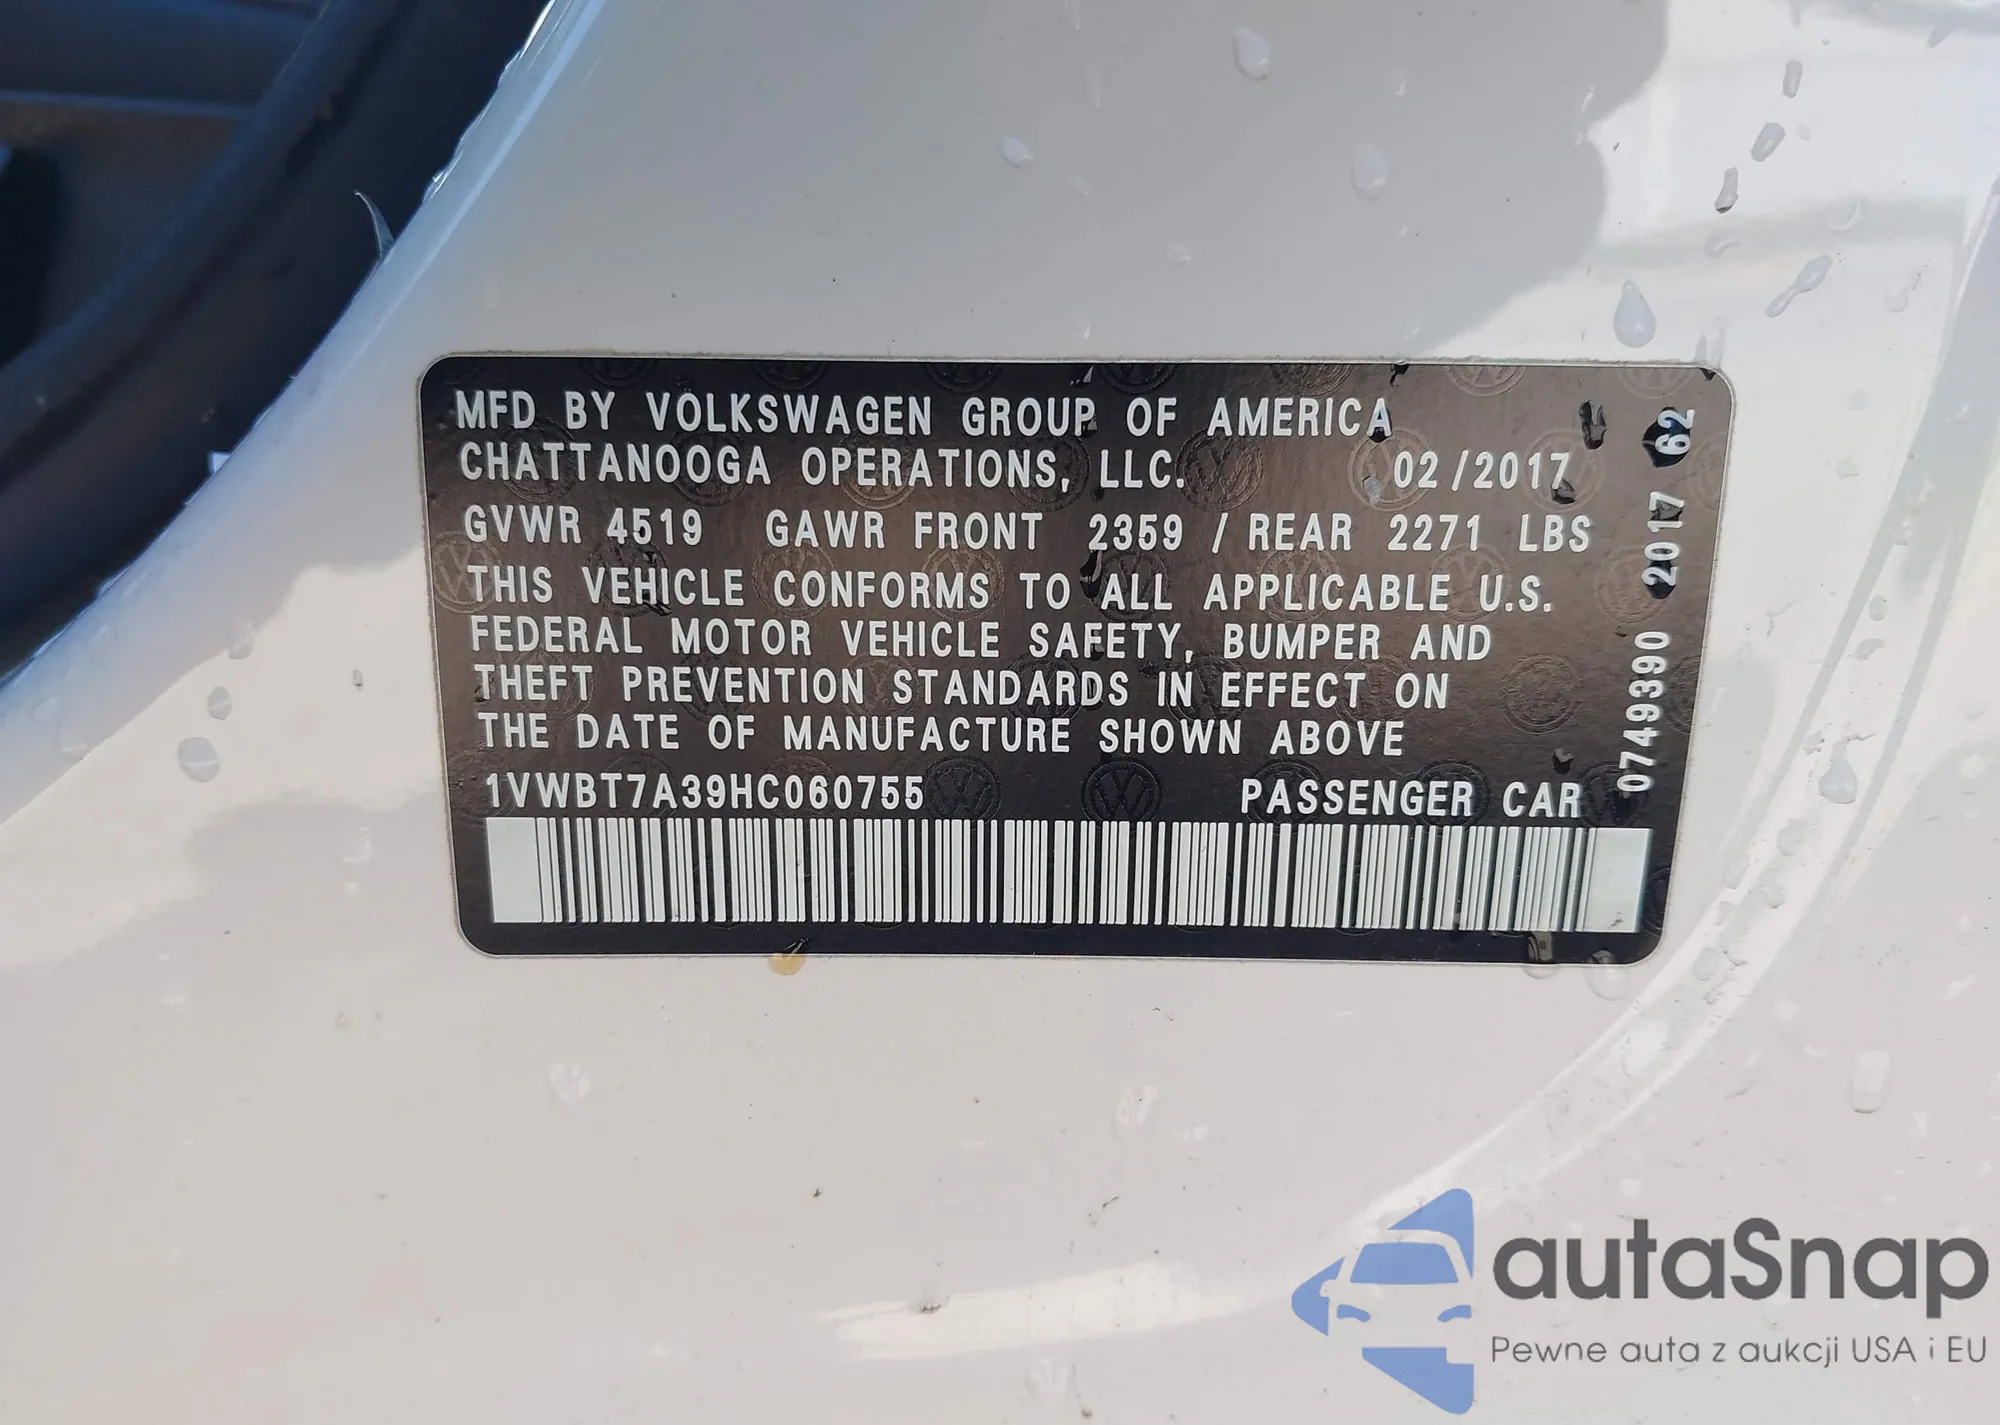 MFD BY VOLKSWAGEN GROUP OF AMERICA
CHATTANOOGA OPERATIONS, LLC. 02/2017
GVWR 4519 GAWR FRONT 2359 / REAR 2271 LBS
THIS VEHICLE CONFORMS TO ALL APPLICABLE U.S.
FEDERAL MOTOR VEHICLE SAFETY, BUMPER AND
THEFT PREVENTION STANDARDS IN EFFECT ON
THE DATE OF MANUFACTURE SHOWN ABOVE
1VWBT7A39HC060755 PASSENGER CAR
0749390 2017 62
autaSnap
Pewne auta z aukcji USA i EU